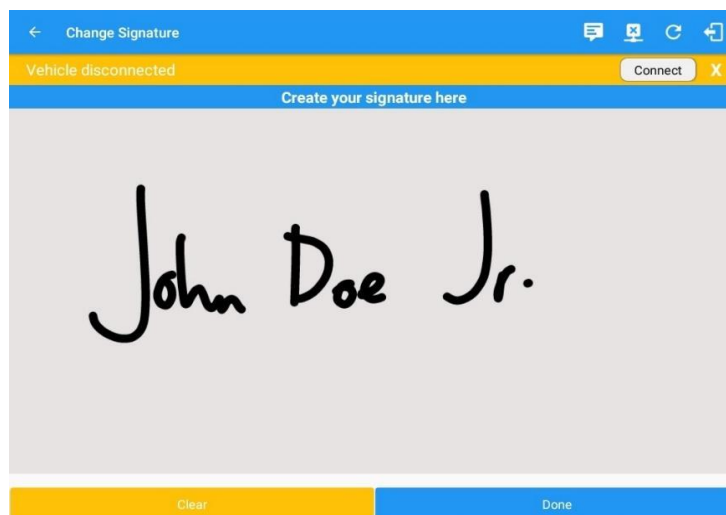 Change Signature
Vehicle disconnected Connect X
Create your signature here
John Doe Jr.
Clear Done